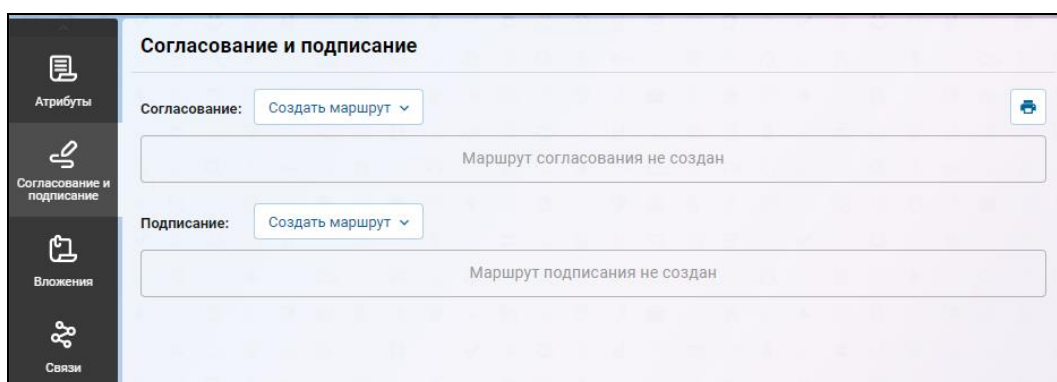 Согласование и подписание
Атрибуты
Согласование: Создать маршрут
Маршрут согласования не создан
Согласование и
подписание
Подписание: Создать маршрут
Вложения
Маршрут подписания не создан
Связи